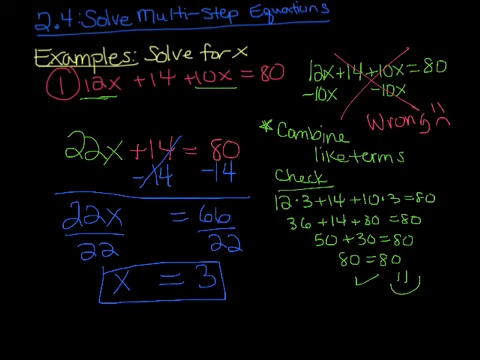 2.4: Solve Multi-Step Equations
Examples: Solve for x
① 12x + 14 + 10x = 80
22x + 14 = 80
-14 -14
22x = 66
22 22
x = 3
12x + 14 + 10x = 80
-10x -10x
Wrong
* Combine
like terms
Check
12 · 3 + 14 + 10 · 3 = 80
36 + 14 + 30 = 80
50 + 30 = 80
80 = 80